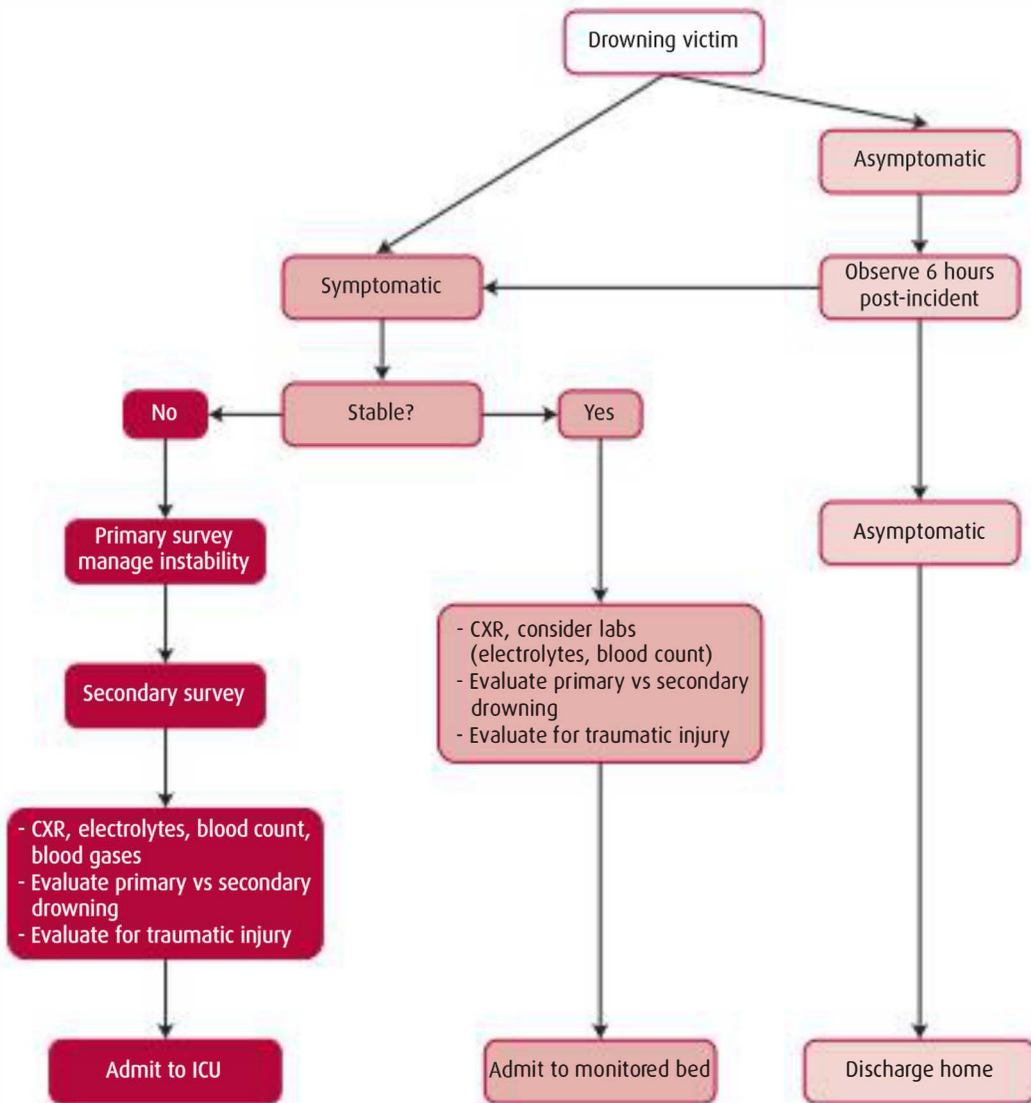 Drowning victim
Asymptomatic
Symptomatic
Observe 6 hours
post-incident
No
Stable?
Yes
Primary survey
manage instability
Asymptomatic
- CXR, consider labs
(electrolytes, blood count)
- Evaluate primary vs secondary
drowning
- Evaluate for traumatic injury
Secondary survey
- CXR, electrolytes, blood count,
blood gases
- Evaluate primary vs secondary
drowning
- Evaluate for traumatic injury
Admit to ICU
Admit to monitored bed
Discharge home